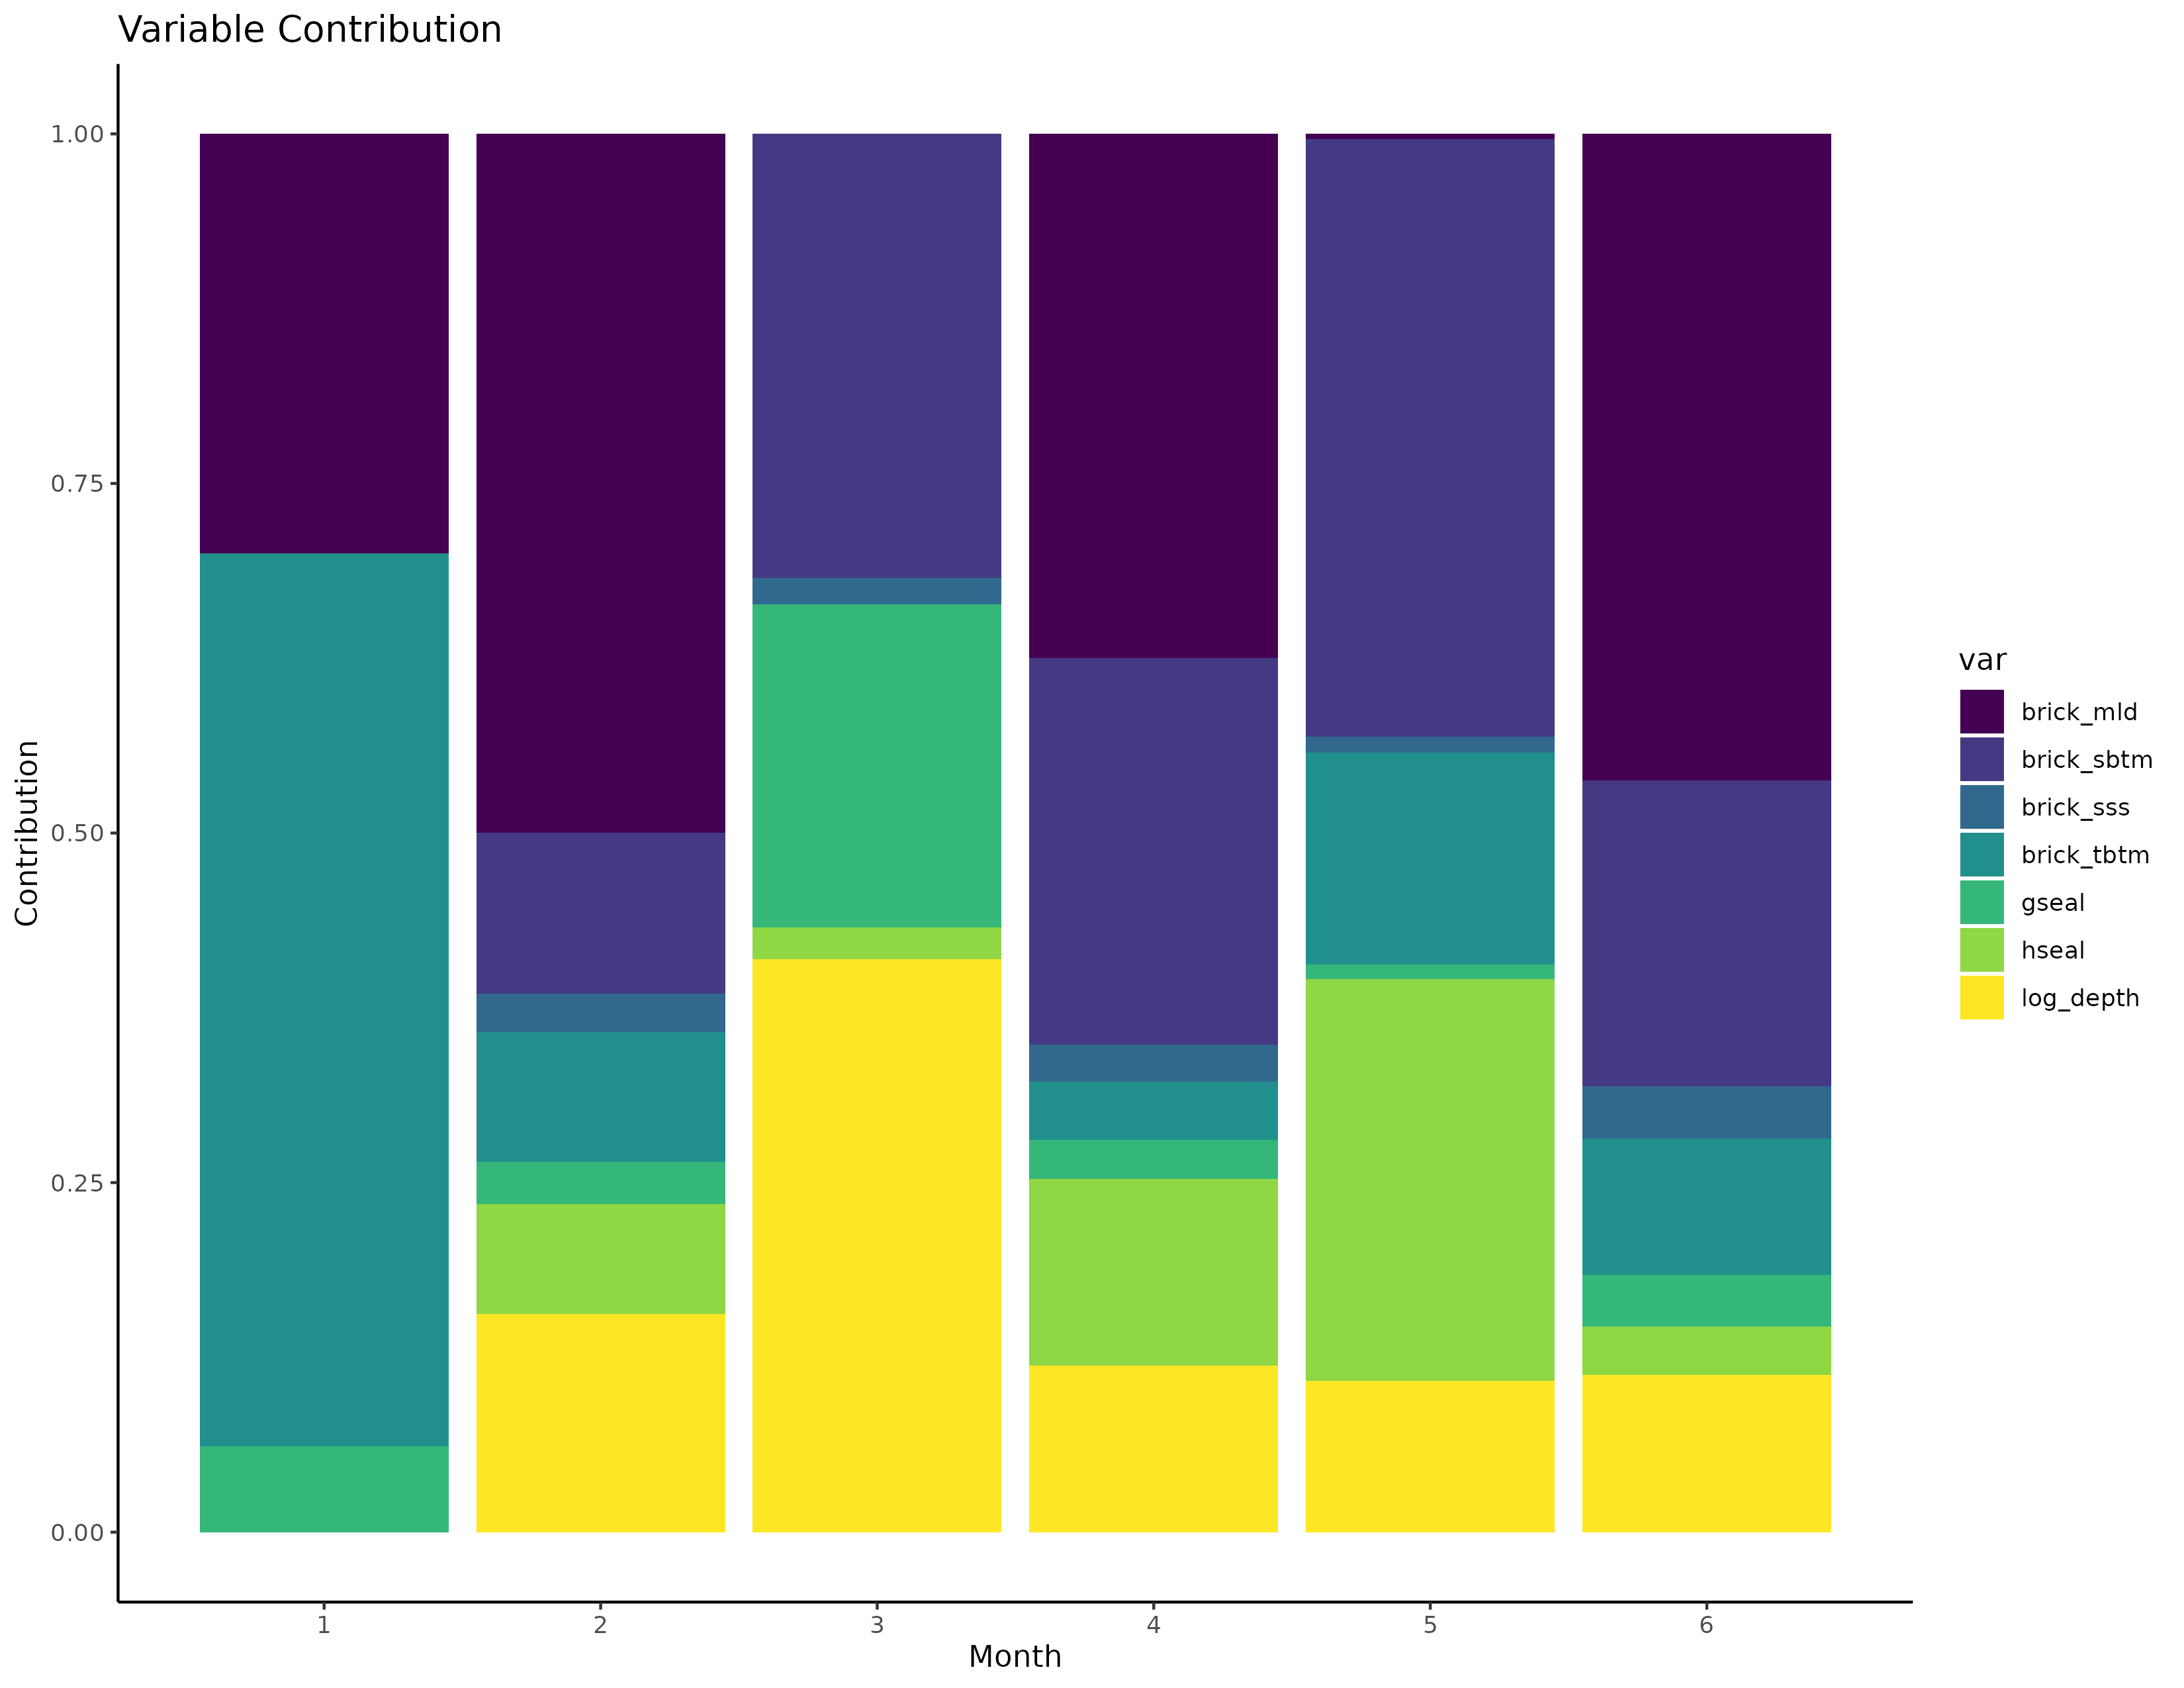 Variable Contribution
1.00
0.75
0.50
0.25
0.00
Contribution
1 2 3 4 5 6
Month
var
brick_mld
brick_sbtm
brick_sss
brick_tbtm
gseal
hseal
log_depth